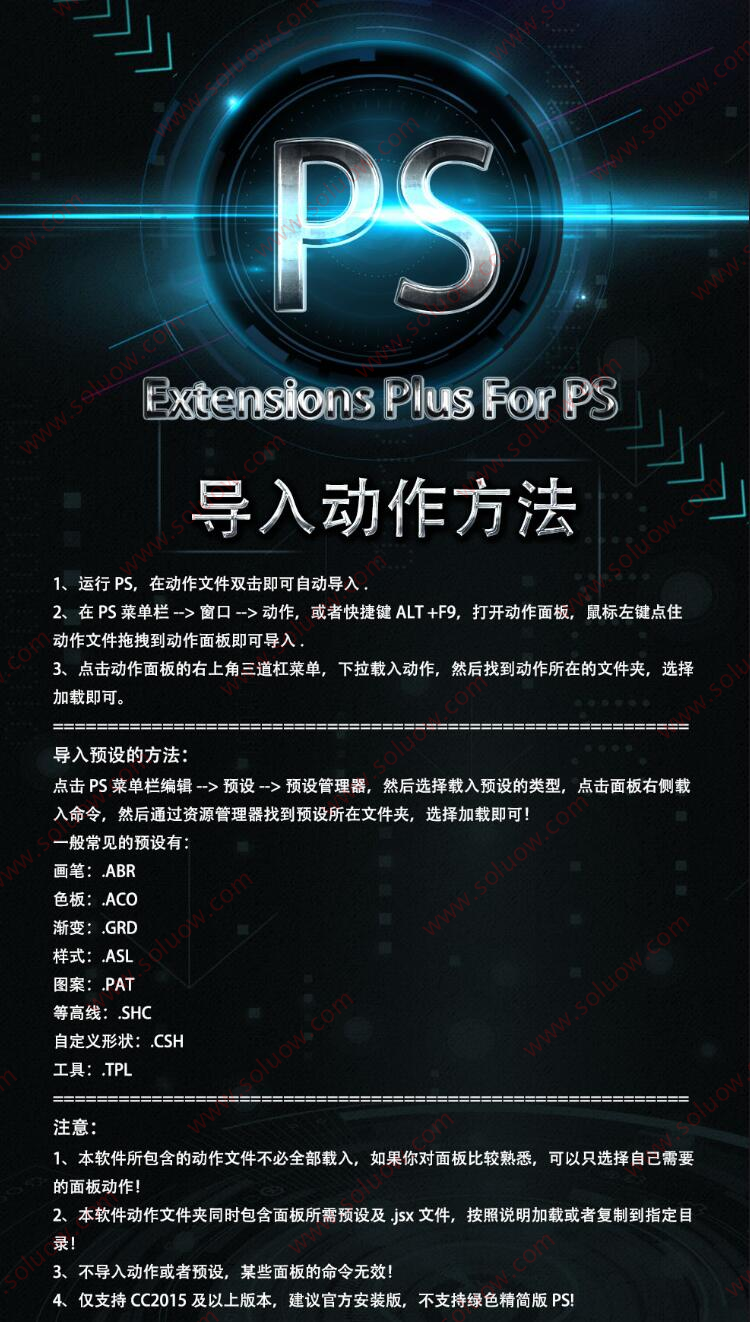 PS
Extensions Plus For PS
导入动作方法
1、运行 PS，在动作文件双击即可自动导入 .
2、在 PS 菜单栏 --> 窗口 --> 动作，或者快捷键 ALT +F9，打开动作面板，鼠标左键点住
动作文件拖拽到动作面板即可导入 .
3、点击动作面板的右上角三道杠菜单，下拉载入动作，然后找到动作所在的文件夹，选择
加载即可。
导入预设的方法：
点击 PS 菜单栏编辑 --> 预设 --> 预设管理器，然后选择载入预设的类型，点击面板右侧载
入命令，然后通过资源管理器找到预设所在文件夹，选择加载即可！
一般常见的预设有：
画笔：.ABR
色板：.ACO
渐变：.GRD
样式：.ASL
图案：.PAT
等高线：.SHC
自定义形状：.CSH
工具：.TPL
注意：
1、本软件所包含的动作文件不必全部载入，如果你对面板比较熟悉，可以只选择自己需要
的面板动作！
2、本软件动作文件夹同时包含面板所需预设及 .jsx 文件，按照说明加载或者复制到指定目
录！
3、不导入动作或者预设，某些面板的命令无效！
4、仅支持 CC2015 及以上版本，建议官方安装版，不支持绿色精简版 PS!
www.soluow.com